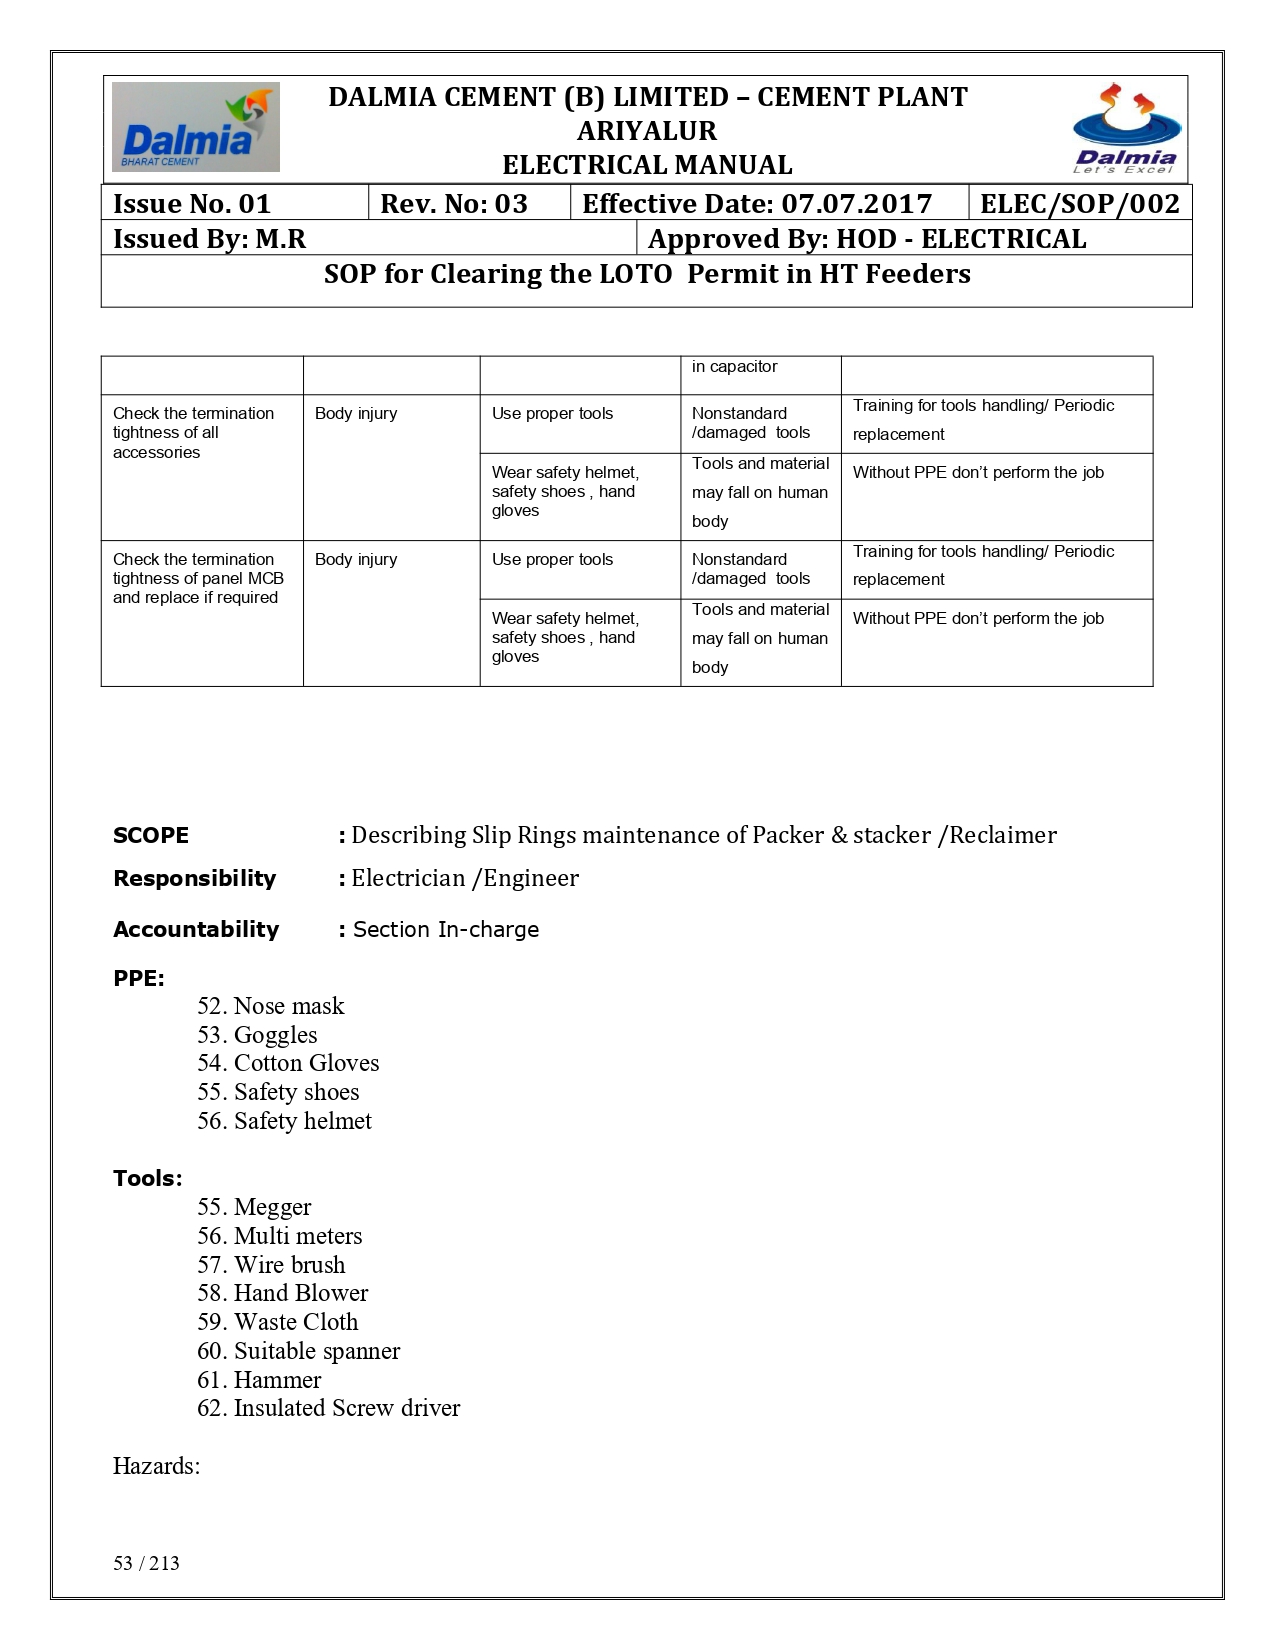 Dalmia
BHARAT CEMENT
DALMIA CEMENT (B) LIMITED – CEMENT PLANT
ARIYALUR
ELECTRICAL MANUAL
Dalmia
Let's Excel
Issue No. 01 Rev. No: 03 Effective Date: 07.07.2017 ELEC/SOP/002
Issued By: M.R Approved By: HOD - ELECTRICAL
SOP for Clearing the LOTO  Permit in HT Feeders
in capacitor
Check the termination
tightness of all
accessories
Body injury
Use proper tools
Nonstandard
/damaged  tools
Training for tools handling/ Periodic
replacement
Wear safety helmet,
safety shoes , hand
gloves
Tools and material
may fall on human
body
Without PPE don’t perform the job
Check the termination
tightness of panel MCB
and replace if required
Body injury
Use proper tools
Nonstandard
/damaged  tools
Training for tools handling/ Periodic
replacement
Wear safety helmet,
safety shoes , hand
gloves
Tools and material
may fall on human
body
Without PPE don’t perform the job
SCOPE : Describing Slip Rings maintenance of Packer & stacker /Reclaimer
Responsibility : Electrician /Engineer
Accountability : Section In-charge
PPE:
52. Nose mask
53. Goggles
54. Cotton Gloves
55. Safety shoes
56. Safety helmet
Tools:
55. Megger
56. Multi meters
57. Wire brush
58. Hand Blower
59. Waste Cloth
60. Suitable spanner
61. Hammer
62. Insulated Screw driver
Hazards:
53 / 213